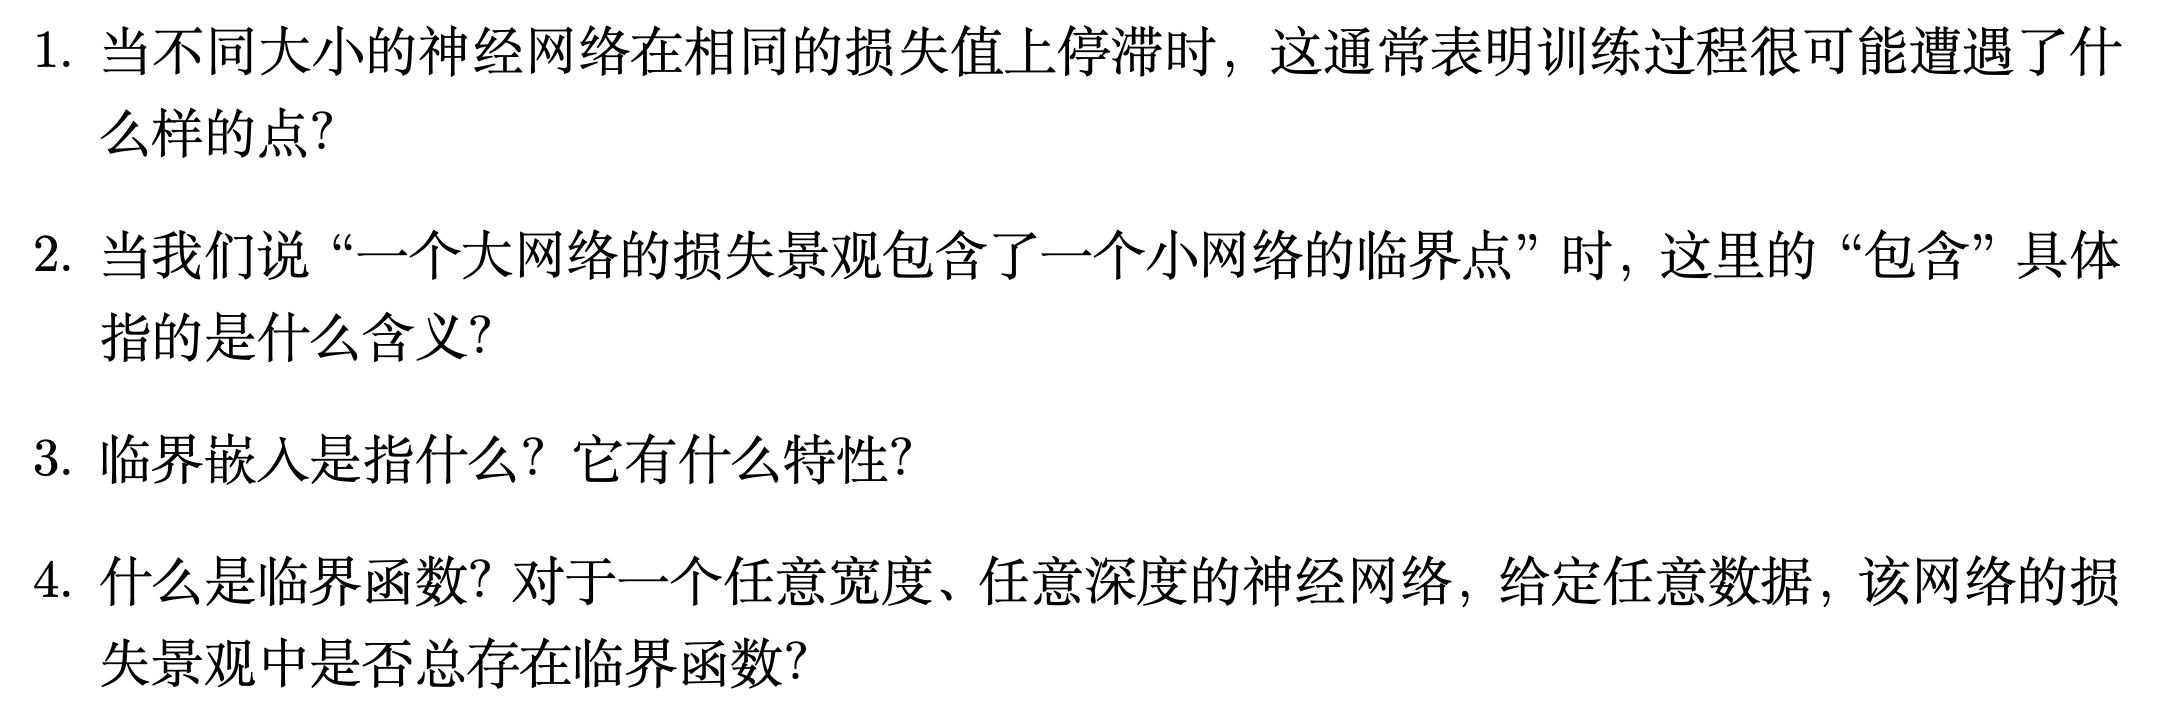 1. 当不同大小的神经网络在相同的损失值上停滞时，这通常表明训练过程很可能遭遇了什
么样的点？
2. 当我们说 “一个大网络的损失景观包含了一个小网络的临界点” 时，这里的 “包含” 具体
指的是什么含义？
3. 临界嵌入是指什么？它有什么特性？
4. 什么是临界函数？对于一个任意宽度、任意深度的神经网络，给定任意数据，该网络的损
失景观中是否总存在临界函数？